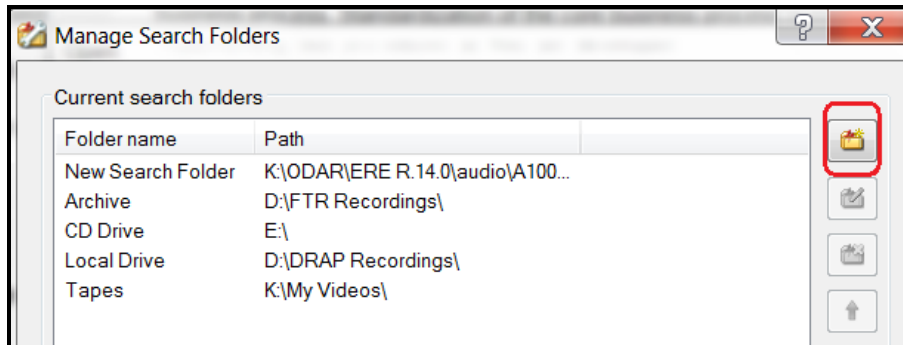 Manage Search Folders
Current search folders
Folder name Path
New Search Folder K:\ODAR\ERE R.14.0\audio\A100...
Archive D:\FTR Recordings\
CD Drive E:\
Local Drive D:\DRAP Recordings\
Tapes K:\My Videos\